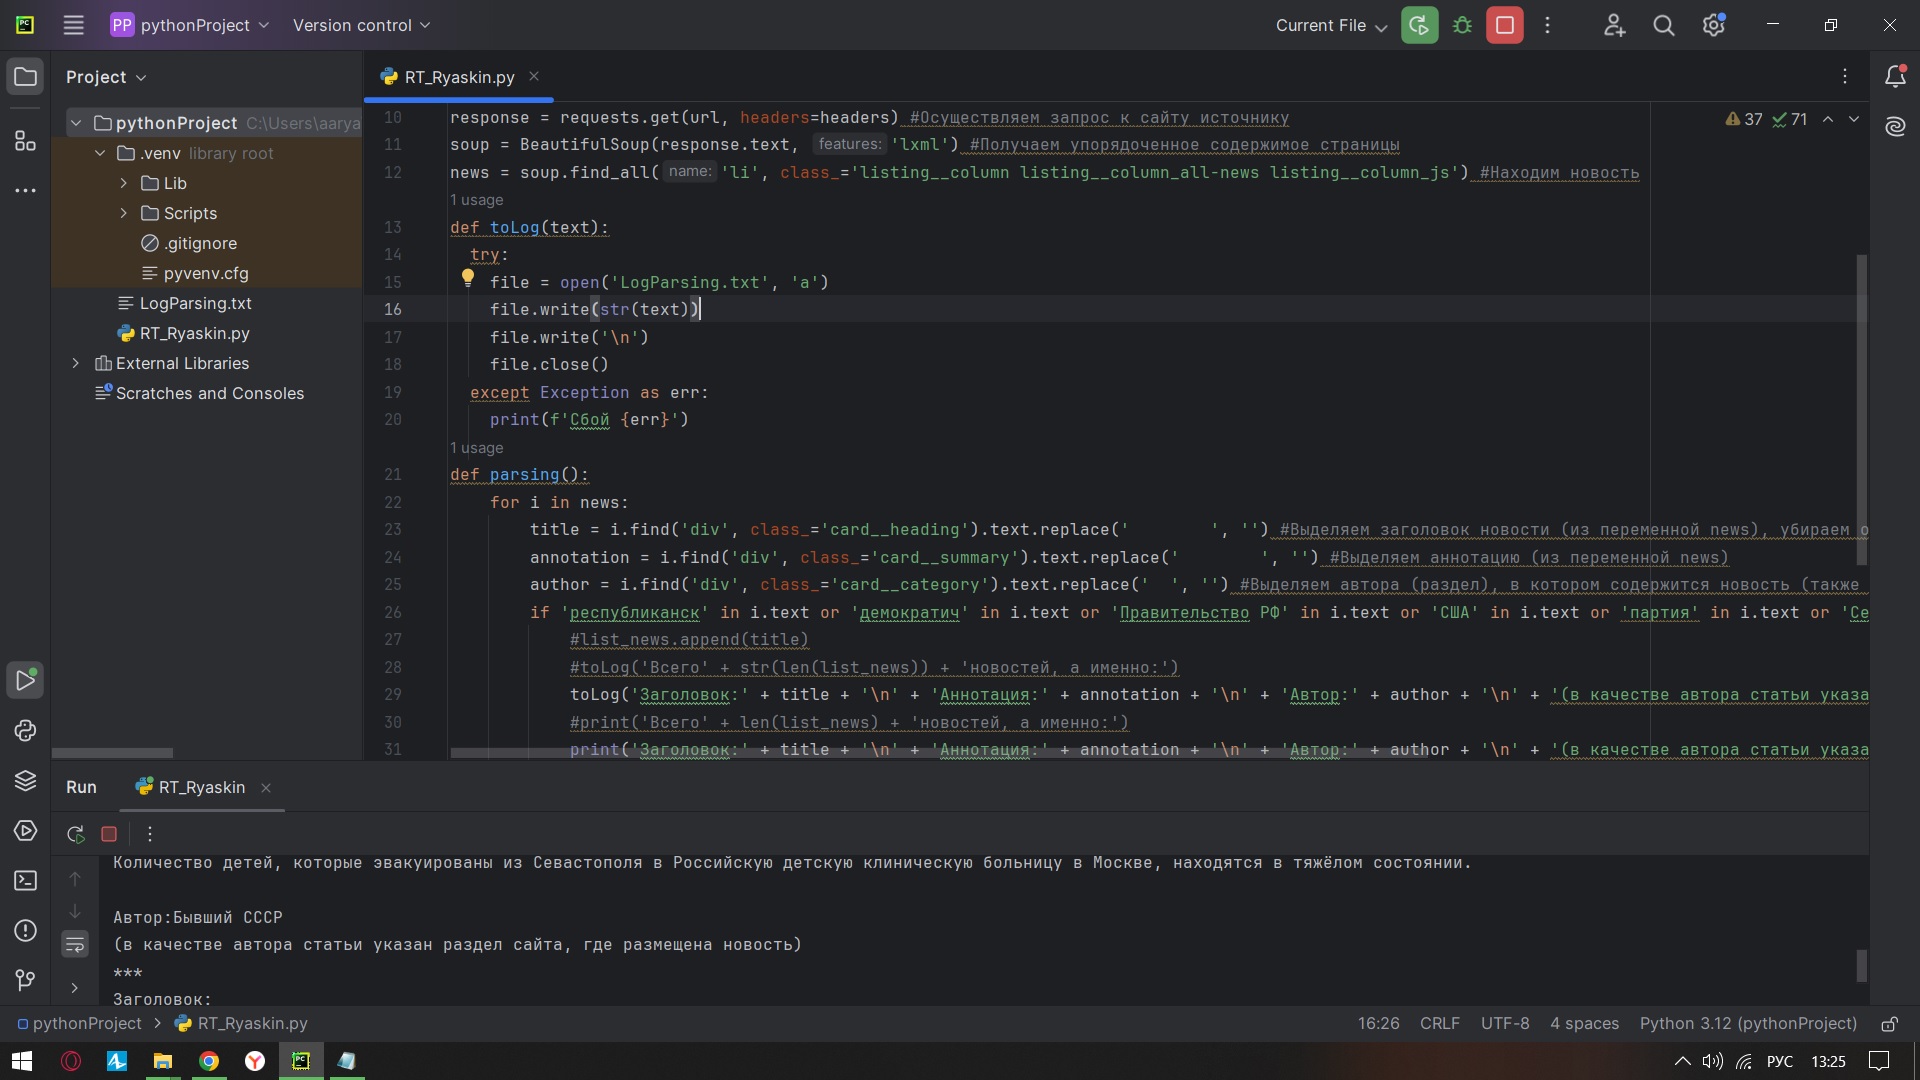 PP pythonProject Version control Current File
Project
RT_Ryaskin.py
pythonProject C:\Users\aarya
.venv library root
Lib
Scripts
.gitignore
pyvenv.cfg
LogParsing.txt
RT_Ryaskin.py
External Libraries
Scratches and Consoles
37 71
10 response = requests.get(url, headers=headers) #Осуществляем запрос к сайту источнику
11 soup = BeautifulSoup(response.text, features: 'lxml') #Получаем упорядоченное содержимое страницы
12 news = soup.find_all( name: 'li', class_='listing__column listing__column_all-news listing__column_js') #Находим новость
1 usage
13 def toLog(text):
14 try:
15 file = open('LogParsing.txt', 'a')
16 file.write(str(text))
17 file.write('\n')
18 file.close()
19 except Exception as err:
20 print(f'Сбой {err}')
1 usage
21 def parsing():
22 for i in news:
23 title = i.find('div', class_='card__heading').text.replace('        ', '') #Выделяем заголовок новости (из переменной news), убираем о
24 annotation = i.find('div', class_='card__summary').text.replace('        ', '') #Выделяем аннотацию (из переменной news)
25 author = i.find('div', class_='card__category').text.replace('  ', '') #Выделяем автора (раздел), в котором содержится новость (также
26 if 'республиканск' in i.text or 'демократич' in i.text or 'Правительство РФ' in i.text or 'США' in i.text or 'партия' in i.text or 'Се
27 #list_news.append(title)
28 #toLog('Всего' + str(len(list_news)) + 'новостей, а именно:')
29 toLog('Заголовок:' + title + '\n' + 'Аннотация:' + annotation + '\n' + 'Автор:' + author + '\n' + '(в качестве автора статьи указа
30 #print('Всего' + len(list_news) + 'новостей, а именно:')
31 print('Заголовок:' + title + '\n' + 'Аннотация:' + annotation + '\n' + 'Автор:' + author + '\n' + '(в качестве автора статьи указа
Run RT_Ryaskin
Количество детей, которые эвакуированы из Севастополя в Российскую детскую клиническую больницу в Москве, находятся в тяжёлом состоянии.
Автор:Бывший СССР
(в качестве автора статьи указан раздел сайта, где размещена новость)
***
Заголовок:
pythonProject > RT_Ryaskin.py 16:26 CRLF UTF-8 4 spaces Python 3.12 (pythonProject)
РУС 13:25